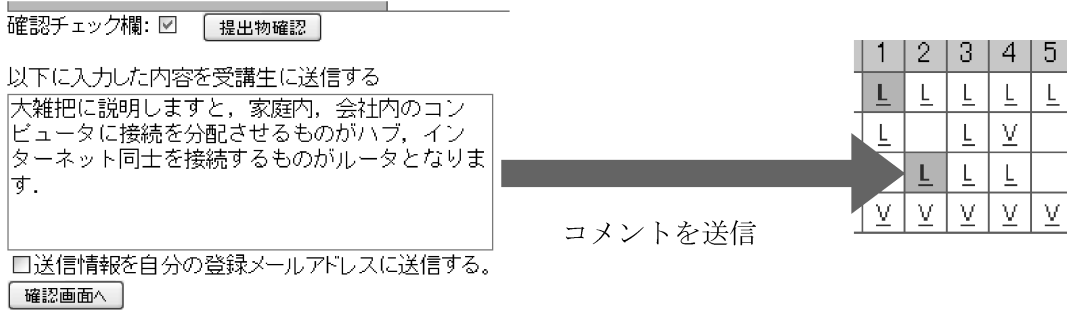 確認チェック欄: 提出物確認
以下に入力した内容を受講生に送信する
大雑把に説明しますと，家庭内，会社内のコン
ピュータに接続を分配させるものがハブ，イン
ターネット同士を接続するものがルータとなりま
す．
送信情報を自分の登録メールアドレスに送信する。
確認画面へ
コメントを送信
1 2 3 4 5
L L L L L
L L V
L L L
V V V V V